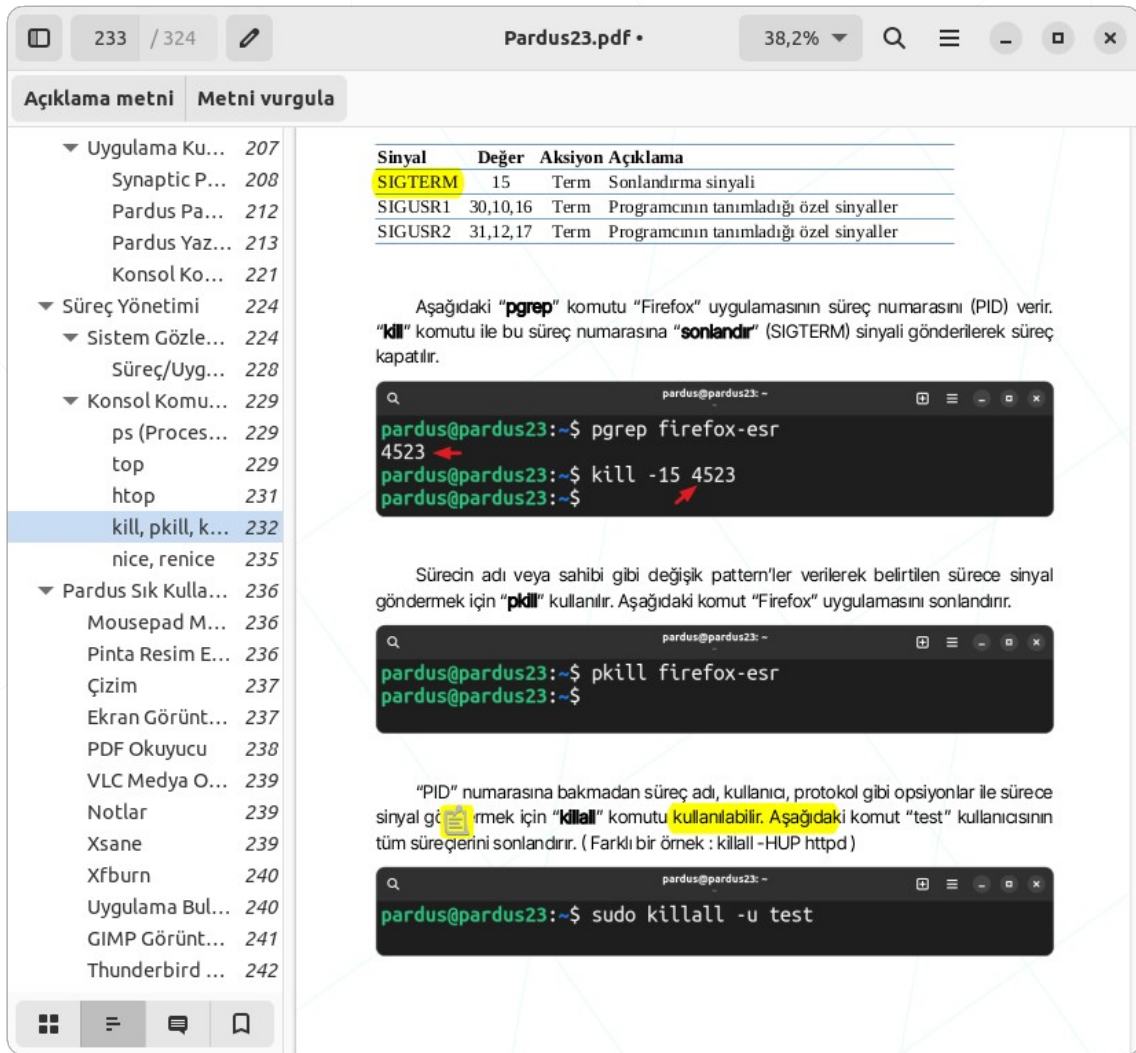 233 / 324
Pardus23.pdf •
38,2%
Açıklama metni Metni vurgula
Uygulama Ku... 207
Synaptic P... 208
Pardus Pa... 212
Pardus Yaz... 213
Konsol Ko... 221
Süreç Yönetimi 224
Sistem Gözle... 224
Süreç/Uyg... 228
Konsol Komu... 229
ps (Proces... 229
top 229
htop 231
kill, pkill, k... 232
nice, renice 235
Pardus Sık Kulla... 236
Mousepad M... 236
Pinta Resim E... 236
Çizim 237
Ekran Görünt... 237
PDF Okuyucu 238
VLC Medya O... 239
Notlar 239
Xsane 239
Xfburn 240
Uygulama Bul... 240
GIMP Görünt... 241
Thunderbird ... 242
Sinyal Değer Aksiyon Açıklama
SIGTERM 15 Term Sonlandırma sinyali
SIGUSR1 30,10,16 Term Programcının tanımladığı özel sinyaller
SIGUSR2 31,12,17 Term Programcının tanımladığı özel sinyaller
Aşağıdaki “pgrep” komutu “Firefox” uygulamasının süreç numarasını (PID) verir.
“kill” komutu ile bu süreç numarasına “sonlandır” (SIGTERM) sinyali gönderilerek süreç
kapatılır.
pardus@pardus23: ~
pardus@pardus23:~$ pgrep firefox-esr
4523
pardus@pardus23:~$ kill -15 4523
pardus@pardus23:~$
Sürecin adı veya sahibi gibi değişik pattern’ler verilerek belirtilen sürece sinyal
göndermek için “pkill” kullanılır. Aşağıdaki komut “Firefox” uygulamasını sonlandırır.
pardus@pardus23: ~
pardus@pardus23:~$ pkill firefox-esr
pardus@pardus23:~$
“PID” numarasına bakmadan süreç adı, kullanıcı, protokol gibi opsiyonlar ile sürece
sinyal için “killall” komutu kullanılabilir. Aşağıdaki komut “test” kullanıcısının
tüm süreçlerini sonlandırır. ( Farklı bir örnek : killall -HUP httpd )
pardus@pardus23: ~
pardus@pardus23:~$ sudo killall -u test